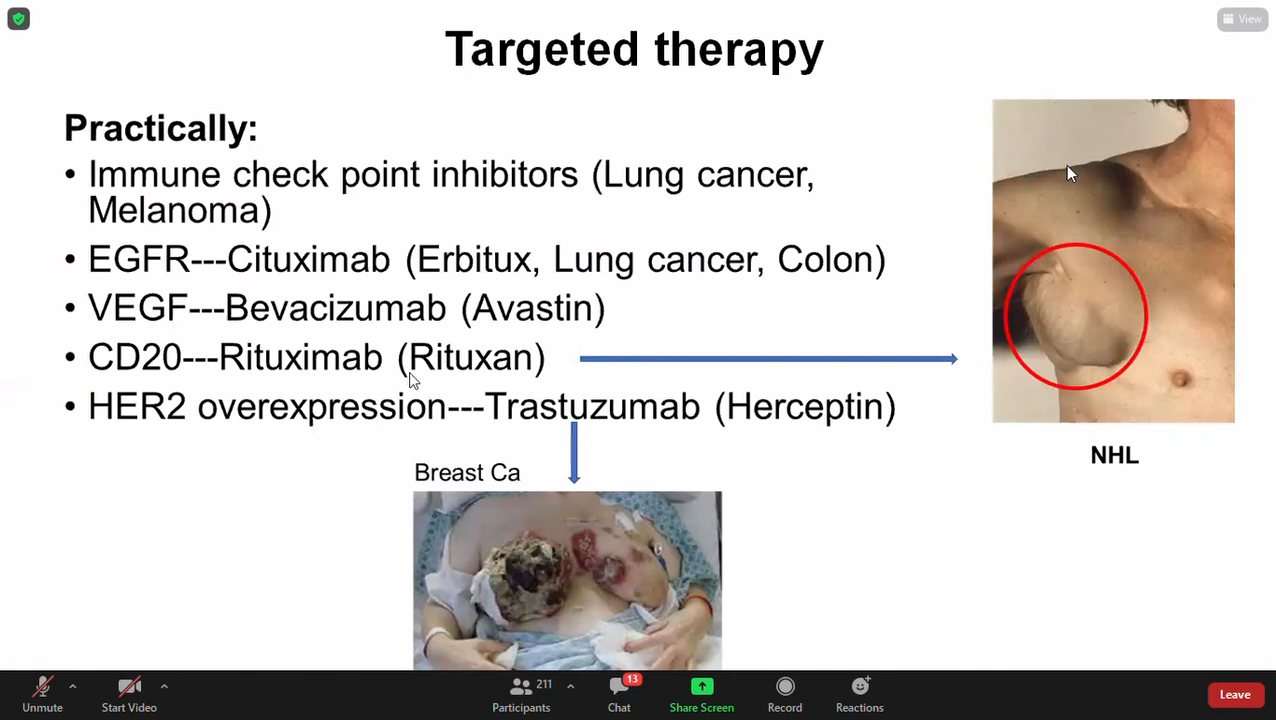 View
Targeted therapy
Practically:
• Immune check point inhibitors (Lung cancer,
Melanoma)
• EGFR---Cituximab (Erbitux, Lung cancer, Colon)
• VEGF---Bevacizumab (Avastin)
• CD20---Rituximab (Rituxan)
• HER2 overexpression---Trastuzumab (Herceptin)
NHL
Breast Ca
211
13
Unmute
Start Video
Participants
Chat
Share Screen
Record
Reactions
Leave